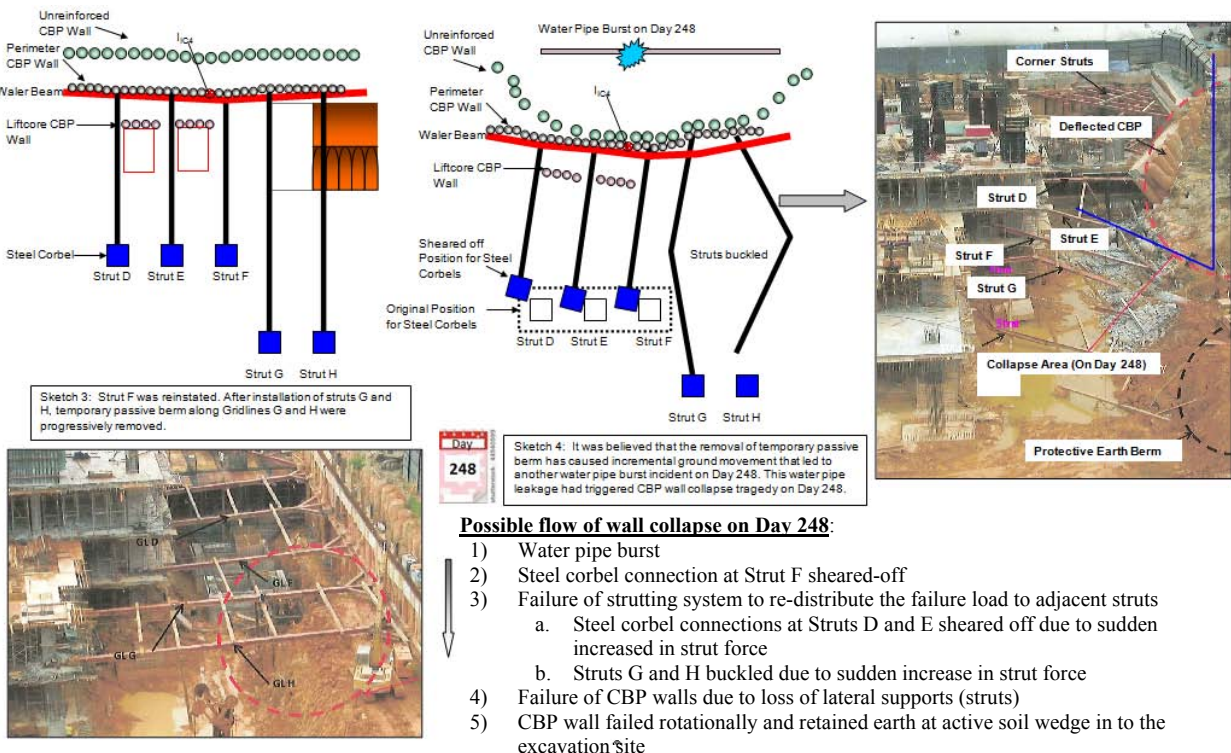 Unreinforced
CBP Wall
IIC4
Perimeter
CBP Wall
Waler Beam
Liftcore CBP
Wall
Steel Corbel
Strut D
Strut E
Strut F
Strut G
Strut H
Sketch 3: Strut F was reinstated. After installation of struts G and
H, temporary passive berm along Gridlines G and H were
progressively removed.
Unreinforced
CBP Wall
Water Pipe Burst on Day 248
Perimeter
CBP Wall
IIC4
Waler Beam
Liftcore CBP
Wall
Sheared off
Position for Steel
Corbels
Struts buckled
Original Position
for Steel Corbels
Strut D
Strut E
Strut F
Strut G
Strut H
Day
248
Sketch 4: It was believed that the removal of temporary passive
berm has caused incremental ground movement that led to
another water pipe burst incident on Day 248. This water pipe
leakage had triggered CBP wall collapse tragedy on Day 248.
Corner Struts
Deflected CBP
Strut D
Strut E
Strut F
Strut G
Collapse Area (On Day 248)
Protective Earth Berm
GL D
GL F
GL G
GL H
Possible flow of wall collapse on Day 248:
1) Water pipe burst
2) Steel corbel connection at Strut F sheared-off
3) Failure of strutting system to re-distribute the failure load to adjacent struts
a. Steel corbel connections at Struts D and E sheared off due to sudden
increased in strut force
b. Struts G and H buckled due to sudden increase in strut force
4) Failure of CBP walls due to loss of lateral supports (struts)
5) CBP wall failed rotationally and retained earth at active soil wedge in to the
excavation site